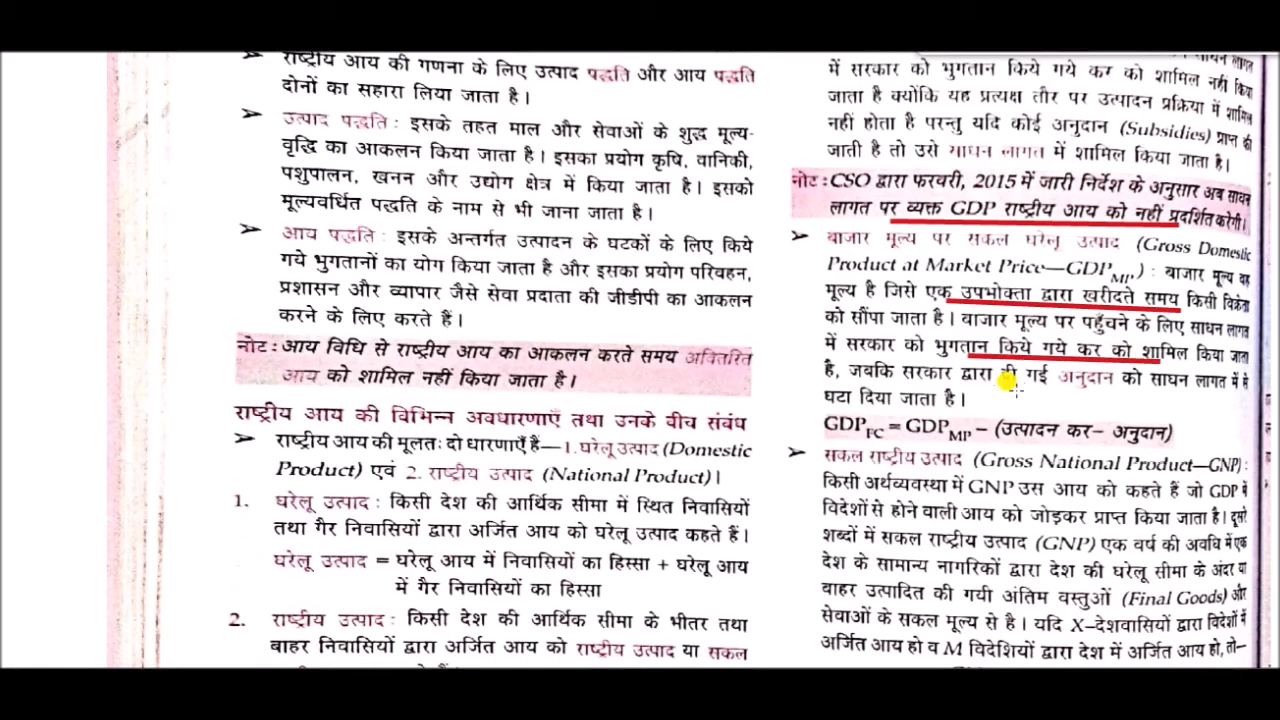 राष्ट्रीय आय की गणना के लिए उत्पाद पद्धति और आय पद्धति
दोनों का सहारा लिया जाता है।
➢ उत्पाद पद्धति : इसके तहत माल और सेवाओं के शुद्ध मूल्य-
वृद्धि का आकलन किया जाता है। इसका प्रयोग कृषि, वानिकी,
पशुपालन, खनन और उद्योग क्षेत्र में किया जाता है। इसको
मूल्यवर्धित पद्धति के नाम से भी जाना जाता है।
➢ आय पद्धति : इसके अन्तर्गत उत्पादन के घटकों के लिए किये
गये भुगतानों का योग किया जाता है और इसका प्रयोग परिवहन,
प्रशासन और व्यापार जैसे सेवा प्रदाता की जीडीपी का आकलन
करने के लिए करते हैं।
नोट : आय विधि से राष्ट्रीय आय का आकलन करते समय अवितरित
आय को शामिल नहीं किया जाता है।
राष्ट्रीय आय की विभिन्न अवधारणाएँ तथा उनके बीच संबंध
➢ राष्ट्रीय आय की मूलतः दो धारणाएँ हैं—1. घरेलू उत्पाद (Domestic
Product) एवं 2. राष्ट्रीय उत्पाद (National Product)।
1. घरेलू उत्पाद : किसी देश की आर्थिक सीमा में स्थित निवासियों
तथा गैर निवासियों द्वारा अर्जित आय को घरेलू उत्पाद कहते हैं।
घरेलू उत्पाद = घरेलू आय में निवासियों का हिस्सा + घरेलू आय
में गैर निवासियों का हिस्सा
2. राष्ट्रीय उत्पाद : किसी देश की आर्थिक सीमा के भीतर तथा
बाहर निवासियों द्वारा अर्जित आय को राष्ट्रीय उत्पाद या सकल
में सरकार को भुगतान किये गये कर को शामिल नहीं किया
जाता है क्योंकि यह प्रत्यक्ष तौर पर उत्पादन प्रक्रिया में शामिल
नहीं होता है परन्तु यदि कोई अनुदान (Subsidies) प्राप्त की
जाती है तो उसे साधन लागत में शामिल किया जाता है।
नोट : CSO द्वारा फरवरी, 2015 में जारी निर्देश के अनुसार अब साधन
लागत पर व्यक्त GDP राष्ट्रीय आय को नहीं प्रदर्शित करेगी।
➢ बाजार मूल्य पर सकल घरेलू उत्पाद (Gross Domestic
Product at Market Price—GDP_MP) : बाजार मूल्य वह
मूल्य है जिसे एक उपभोक्ता द्वारा खरीदते समय किसी विक्रेता
को सौंपा जाता है। बाजार मूल्य पर पहुँचने के लिए साधन लागत
में सरकार को भुगतान किये गये कर को शामिल किया जाता
है, जबकि सरकार द्वारा गई अनुदान को साधन लागत में से
घटा दिया जाता है।
GDP_FC = GDP_MP – (उत्पादन कर– अनुदान)
➢ सकल राष्ट्रीय उत्पाद (Gross National Product—GNP) :
किसी अर्थव्यवस्था में GNP उस आय को कहते हैं जो GDP में
विदेशों से होने वाली आय को जोड़कर प्राप्त किया जाता है। दूसरे
शब्दों में सकल राष्ट्रीय उत्पाद (GNP) एक वर्ष की अवधि में एक
देश के सामान्य नागरिकों द्वारा देश की घरेलू सीमा के अंदर या
बाहर उत्पादित की गयी अंतिम वस्तुओं (Final Goods) और
सेवाओं के सकल मूल्य से है। यदि X–देशवासियों द्वारा विदेशों में
अर्जित आय हो व M विदेशियों द्वारा देश में अर्जित आय हो, तो—